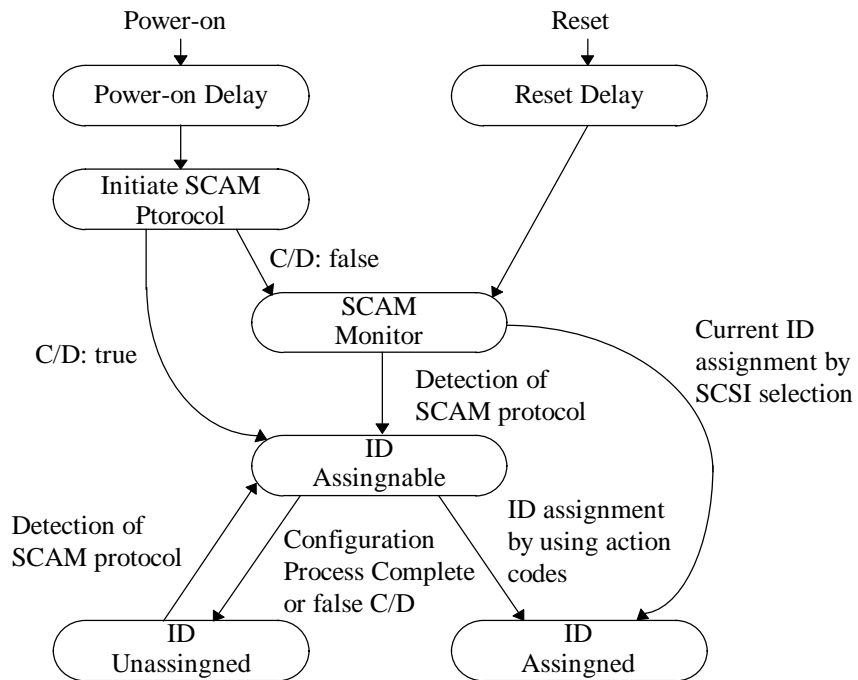 Power-on
Reset
Power-on Delay
Reset Delay
Initiate SCAM
Ptorocol
C/D: false
SCAM
Monitor
C/D: true
Current ID
assignment by
SCSI selection
Detection of
SCAM protocol
ID
Assingnable
Detection of
SCAM protocol
Configuration
Process Complete
or false C/D
ID assignment
by using action
codes
ID
Unassingned
ID
Assingned